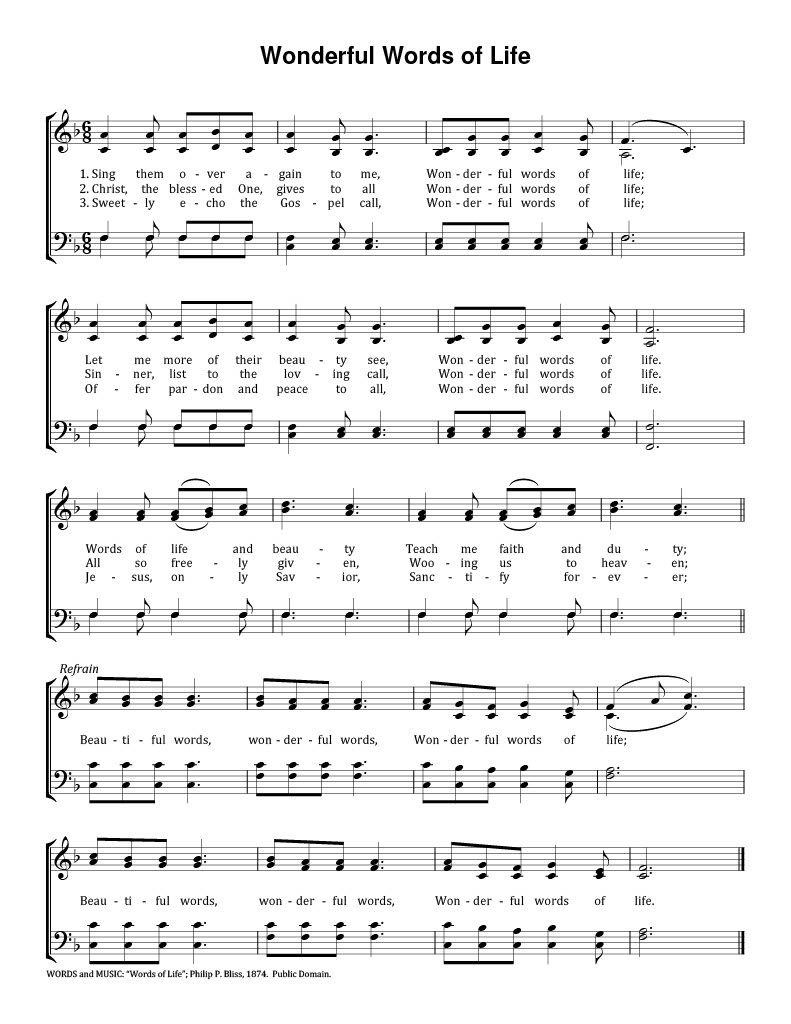 Wonderful Words of Life
1. Sing them o - ver a - gain to me, Won - der - ful words of life;
2. Christ, the bless - ed One, gives to all Won - der - ful words of life;
3. Sweet - ly e - cho the Gos - pel call, Won - der - ful words of life;
Let me more of their beau - ty see, Won - der - ful words of life.
Sin - ner, list to the lov - ing call, Won - der - ful words of life.
Of - fer par - don and peace to all, Won - der - ful words of life.
Words of life and beau - ty Teach me faith and du - ty;
All so free - ly giv - en, Woo - ing us to heav - en;
Je - sus, on - ly Sav - ior, Sanc - ti - fy for - ev - er;
Refrain
Beau - ti - ful words, won - der - ful words, Won - der - ful words of life;
Beau - ti - ful words, won - der - ful words, Won - der - ful words of life.
WORDS and MUSIC: “Words of Life”; Philip P. Bliss, 1874. Public Domain.